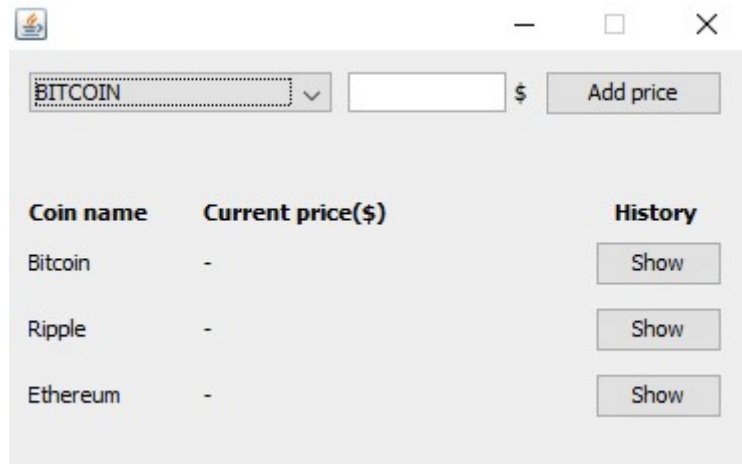 BITCOIN $ Add price
Coin name Current price($) History
Bitcoin - Show
Ripple - Show
Ethereum - Show